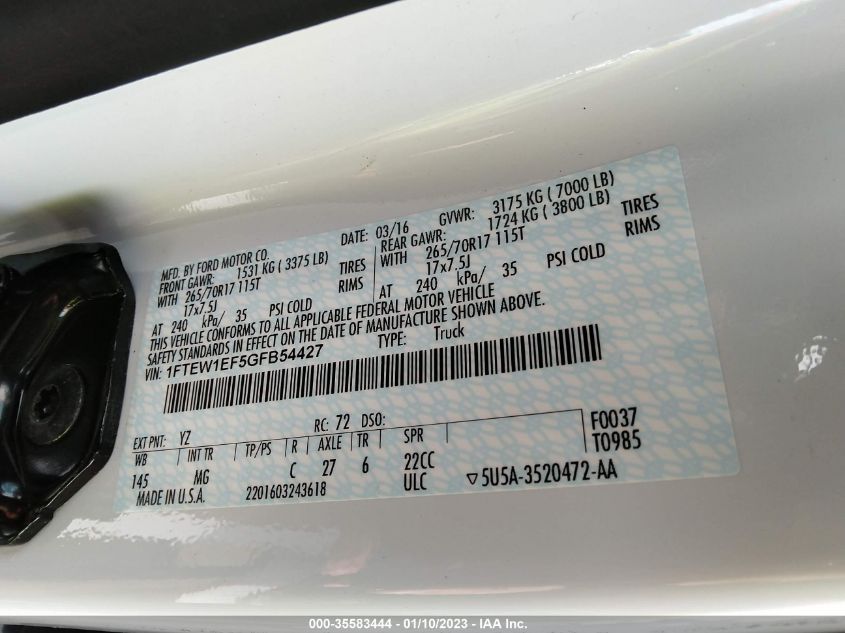 MFD. BY FORD MOTOR CO.
DATE: 03/16 GVWR: 3175 KG ( 7000 LB)
FRONT GAWR: 1531 KG ( 3375 LB) REAR GAWR: 1724 KG ( 3800 LB)
WITH 265/70R17 115T TIRES WITH 265/70R17 115T TIRES
17x7.5J RIMS 17x7.5J RIMS
AT 240 kPa/ 35 PSI COLD AT 240 kPa/ 35 PSI COLD
THIS VEHICLE CONFORMS TO ALL APPLICABLE FEDERAL MOTOR VEHICLE
SAFETY STANDARDS IN EFFECT ON THE DATE OF MANUFACTURE SHOWN ABOVE.
VIN: 1FTEW1EF5GFB54427 TYPE: Truck
EXT PNT: YZ RC: 72 DSO: F0037
WB INT TR TP/PS R AXLE TR SPR T0985
145 MG C 27 6 22CC
MADE IN U.S.A. 2201603243618 ULC ▽5U5A-3520472-AA
000-35583444 - 01/10/2023 - IAA Inc.